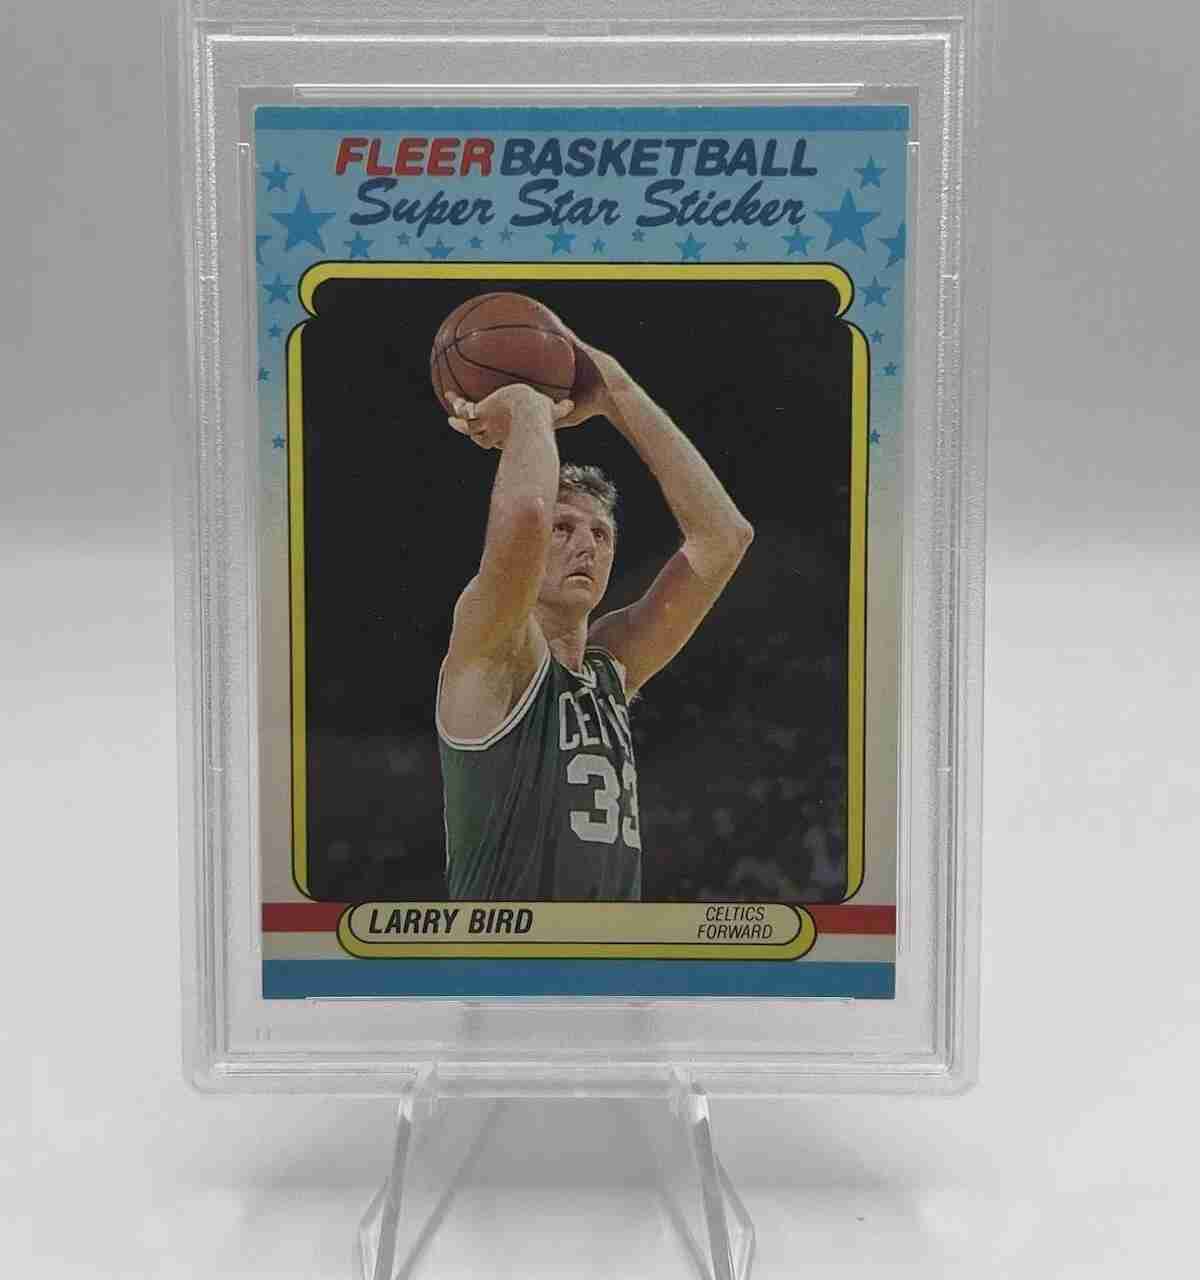 FLEER BASKETBALL
Super Star Sticker
CELTICS
33
LARRY BIRD
CELTICS
FORWARD